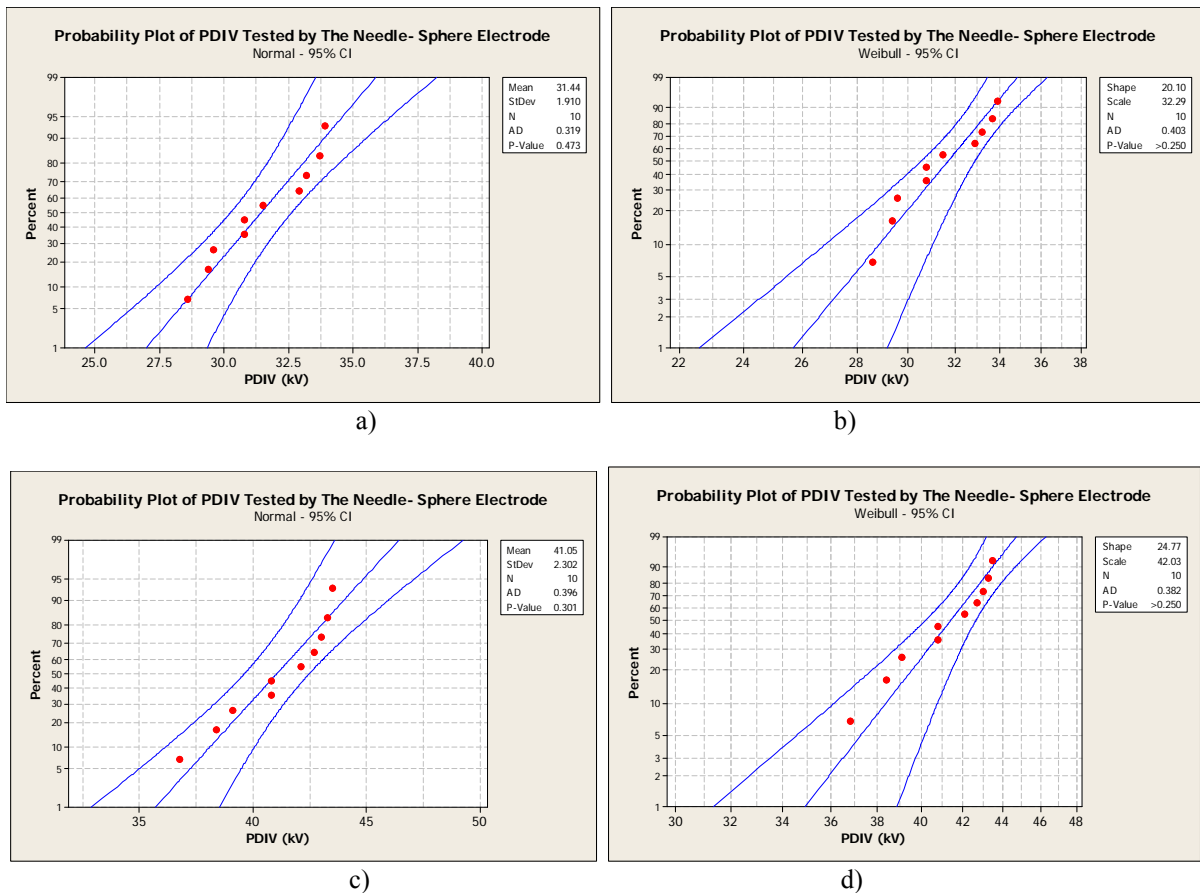 Probability Plot of PDIV Tested by The Needle- Sphere Electrode
Normal - 95% CI
99
95
90
80
70
60
50
40
30
20
10
5
1
Percent
25.0 27.5 30.0 32.5 35.0 37.5 40.0
PDIV (kV)
Mean 31.44
StDev 1.910
N 10
AD 0.319
P-Value 0.473
a)
Probability Plot of PDIV Tested by The Needle- Sphere Electrode
Weibull - 95% CI
99
90
80
70
60
50
40
30
20
10
5
3
2
1
Percent
22 24 26 28 30 32 34 36 38
PDIV (kV)
Shape 20.10
Scale 32.29
N 10
AD 0.403
P-Value >0.250
b)
Probability Plot of PDIV Tested by The Needle- Sphere Electrode
Normal - 95% CI
99
95
90
80
70
60
50
40
30
20
10
5
1
Percent
35 40 45 50
PDIV (kV)
Mean 41.05
StDev 2.302
N 10
AD 0.396
P-Value 0.301
c)
Probability Plot of PDIV Tested by The Needle- Sphere Electrode
Weibull - 95% CI
99
90
80
70
60
50
40
30
20
10
5
3
2
1
Percent
30 32 34 36 38 40 42 44 46 48
PDIV (kV)
Shape 24.77
Scale 42.03
N 10
AD 0.382
P-Value >0.250
d)